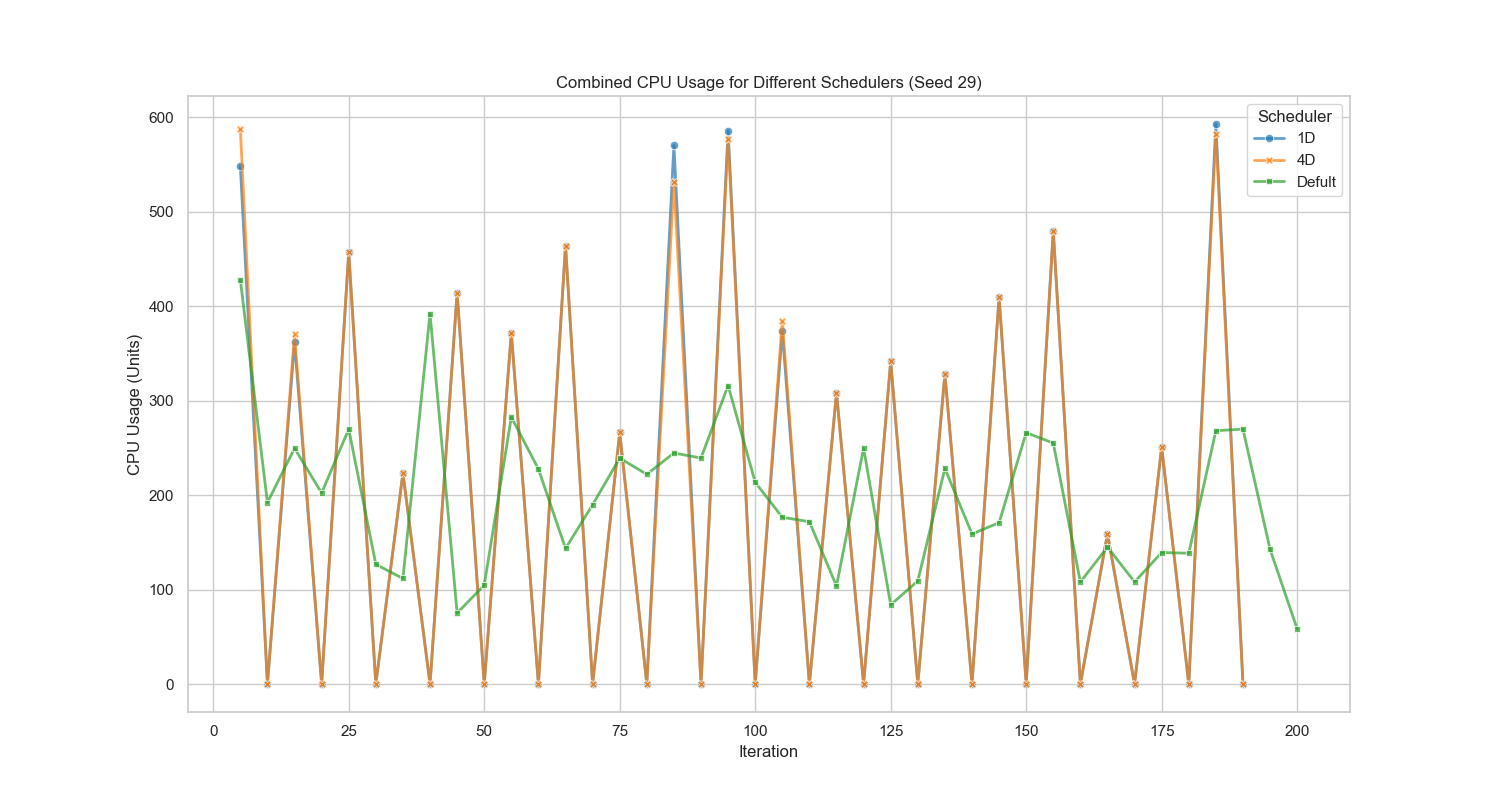 Combined CPU Usage for Different Schedulers (Seed 29)
Scheduler
1D
4D
Defult
600
500
400
300
200
100
0
CPU Usage (Units)
0 25 50 75 100 125 150 175 200
Iteration